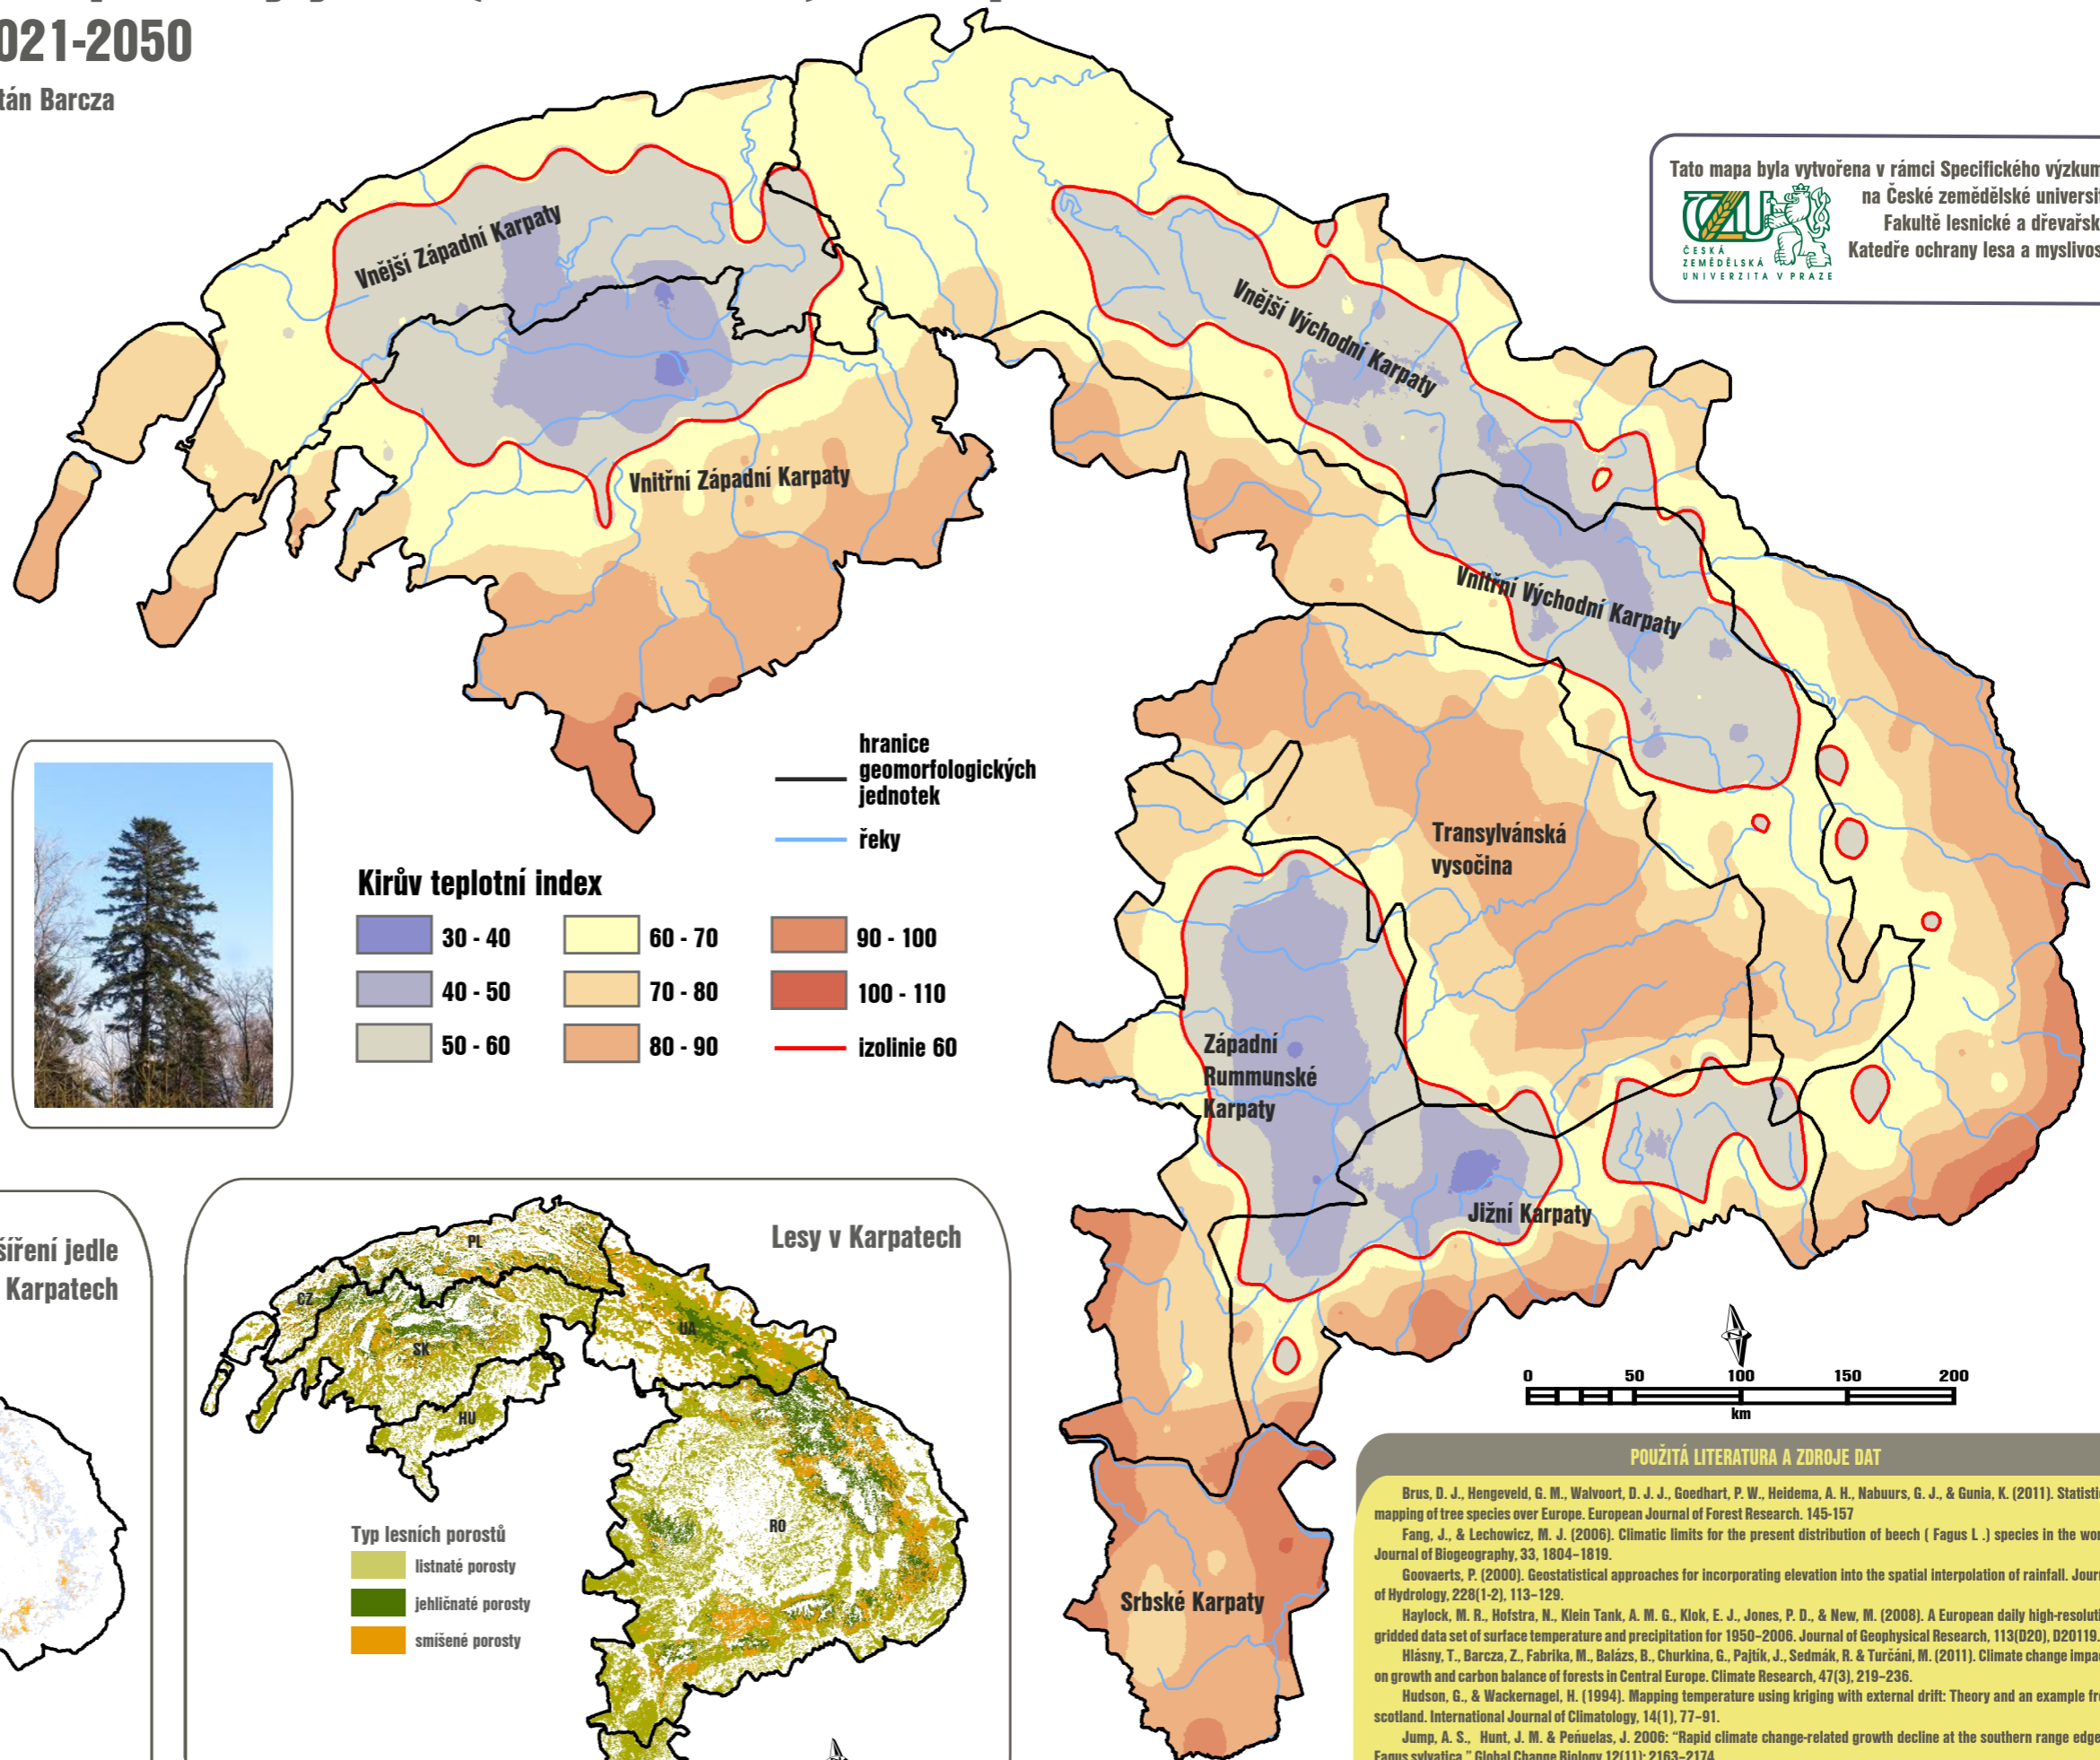 021-2050
tán Barcza
Tato mapa byla vytvořena v rámci Specifického výzkum
na České zemědělské universi
Fakultě lesnické a dřevařsk
Katedře ochrany lesa a myslivos
ČZU
ČESKÁ
ZEMĚDĚLSKÁ
UNIVERZITA V PRAZE
Vnější Západní Karpaty
Vnější Východní Karpaty
Vnitřní Západní Karpaty
Vnitřní Východní Karpaty
Transylvánská
vysočina
Západní
Rummunské
Karpaty
Jižní Karpaty
Srbské Karpaty
hranice
geomorfologických
jednotek
řeky
Kirův teplotní index
30 - 40
60 - 70
90 - 100
40 - 50
70 - 80
100 - 110
50 - 60
80 - 90
izolinie 60
0 50 100 150 200
km
šíření jedle
Karpatech
Lesy v Karpatech
PL
CZ
SK
UA
HU
RO
Typ lesních porostů
listnaté porosty
jehličnaté porosty
smíšené porosty
POUŽITÁ LITERATURA A ZDROJE DAT
Brus, D. J., Hengeveld, G. M., Walvoort, D. J. J., Goedhart, P. W., Heidema, A. H., Nabuurs, G. J., & Gunia, K. (2011). Statisti
mapping of tree species over Europe. European Journal of Forest Research. 145-157
Fang, J., & Lechowicz, M. J. (2006). Climatic limits for the present distribution of beech ( Fagus L .) species in the wor
Journal of Biogeography, 33, 1804–1819.
Goovaerts, P. (2000). Geostatistical approaches for incorporating elevation into the spatial interpolation of rainfall. Jour
of Hydrology, 228(1-2), 113–129.
Haylock, M. R., Hofstra, N., Klein Tank, A. M. G., Klok, E. J., Jones, P. D., & New, M. (2008). A European daily high-resoluti
gridded data set of surface temperature and precipitation for 1950–2006. Journal of Geophysical Research, 113(D20), D20119.
Hlásny, T., Barcza, Z., Fabrika, M., Balázs, B., Churkina, G., Pajtík, J., Sedmák, R. & Turčáni, M. (2011). Climate change impa
on growth and carbon balance of forests in Central Europe. Climate Research, 47(3), 219–236.
Hudson, G., & Wackernagel, H. (1994). Mapping temperature using kriging with external drift: Theory and an example fr
scotland. International Journal of Climatology, 14(1), 77–91.
Jump, A. S., Hunt, J. M. & Peńuelas, J. 2006: "Rapid climate change-related growth decline at the southern range edg
Fagus sylvatica." Global Change Biology 12(11): 2163–2174